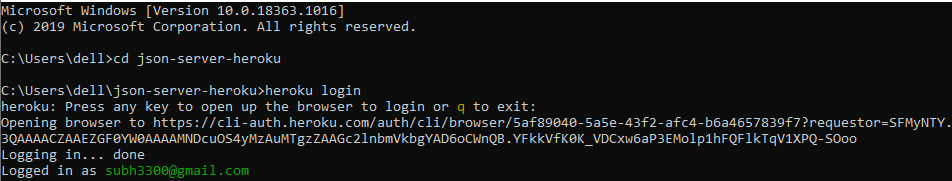 Microsoft Windows [Version 10.0.18363.1016]
(c) 2019 Microsoft Corporation. All rights reserved.
C:\Users\dell>cd json-server-heroku
C:\Users\dell\json-server-heroku>heroku login
heroku: Press any key to open up the browser to login or q to exit:
Opening browser to https://cli-auth.heroku.com/auth/cli/browser/5af89040-5a5e-43f2-afc4-b6a4657839f7?requestor=SFMyNTY.
3QAAAACZAAEZGF0YW0AAAAMNDcuOS4yMzAuMTgzZAAGc2lnbmVkbgYAD6oCWnQB.YFkkVfK0K_VDCxw6aP3EMolp1hFQFlkTqV1XPQ-SOoo
Logging in... done
Logged in as subh3300@gmail.com